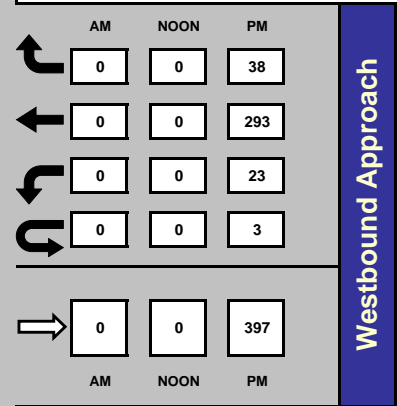 AM NOON PM
0 0 38
0 0 293
0 0 23
0 0 3
0 0 397
AM NOON PM
Westbound Approach